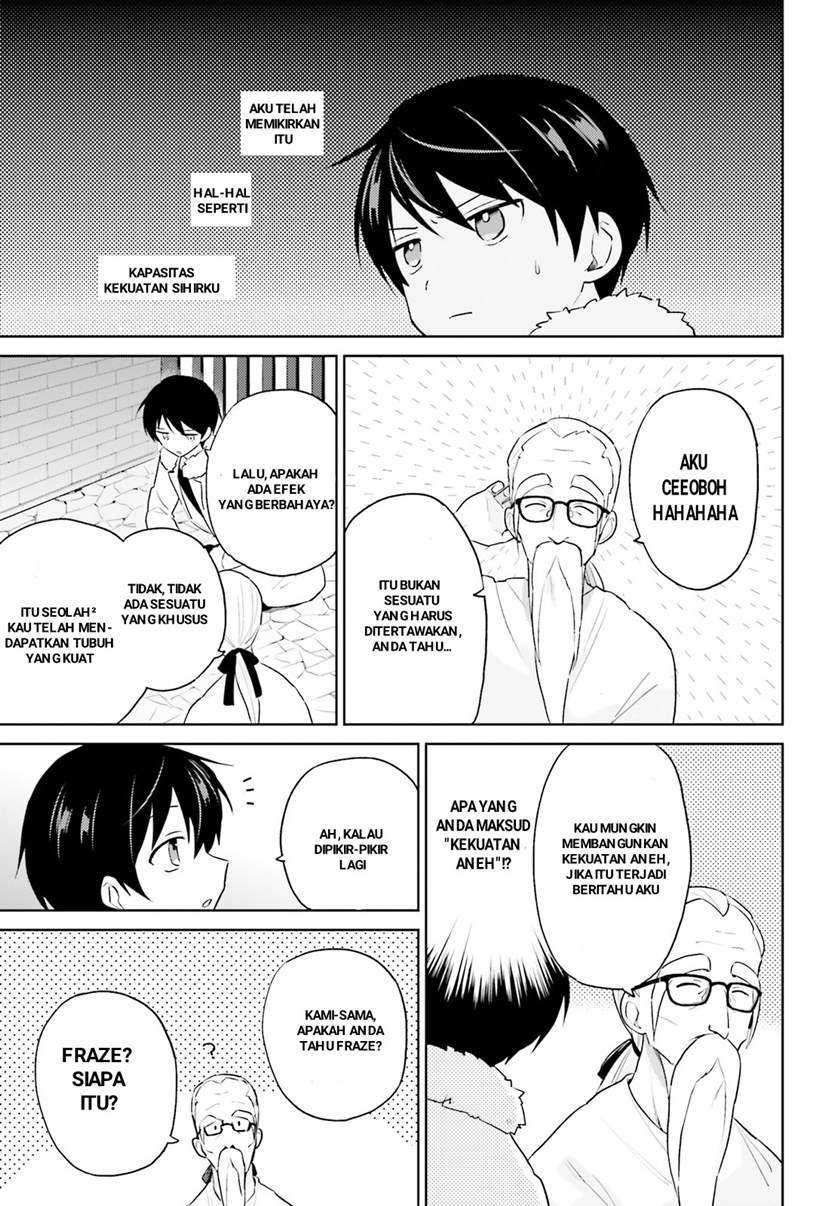 AKU TELAH
MEMIKIRKAN
ITU
HAL-HAL
SEPERTI
KAPASITAS
KEKUATAN SIHIRKU
AKU
CEEOBOH
HAHAHAHA
ITU BUKAN
SESUATU
YANG HARUS
DITERTAWAKAN,
ANDA TAHU...
LALU, APAKAH
ADA EFEK
YANG BERBAHAYA?
TIDAK, TIDAK
ADA SESUATU
YANG KHUSUS
ITU SEOLAH²
KAU TELAH MEN-
DAPATKAN TUBUH
YANG KUAT
KAU MUNGKIN
MEMBANGUNKAN
KEKUATAN ANEH,
JIKA ITU TERJADI
BERITAHU AKU
APA YANG
ANDA MAKSUD
"KEKUATAN
ANEH"!?
AH, KALAU
DIPIKIR-PIKIR
LAGI
KAMI-SAMA,
APAKAH ANDA
TAHU FRAZE?
?
FRAZE?
SIAPA
ITU?